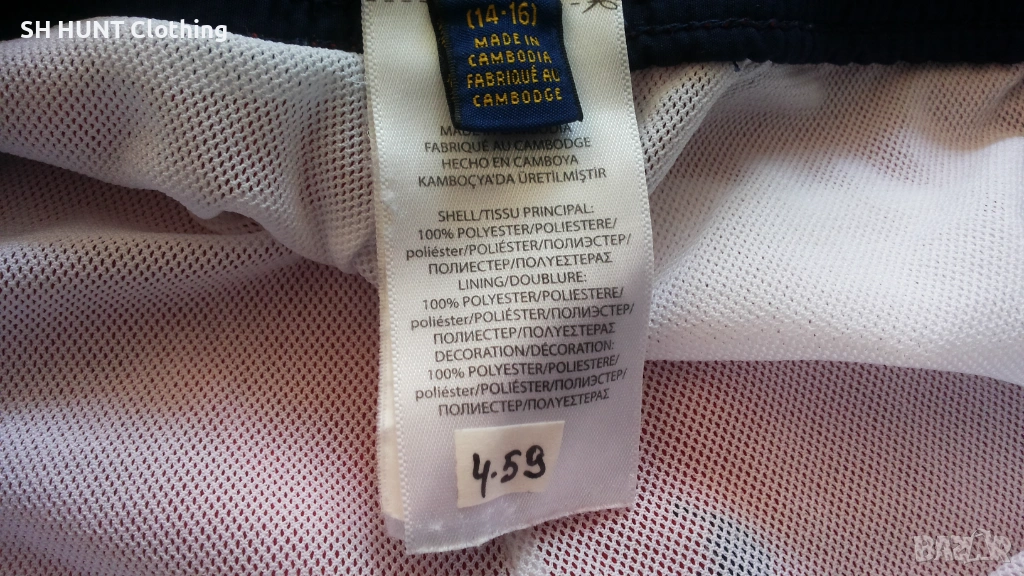 SH HUNT Clothing
(14-16)
MADE IN
CAMBODIA
FABRIQUÉ AU
CAMBODGE
FABRIQUÉ AU CAMBODGE
HECHO EN CAMBOYA
KAMBOÇYA'DA ÜRETİLMİŞTİR
SHELL/TISSU PRINCIPAL:
100% POLYESTER/POLIESTERE/
poliéster/POLIÉSTER/ПОЛИЭСТЕР/
ПОЛИЕСТЕР/ΠΟΛΥΕΣΤΕΡΑΣ
LINING/DOUBLURE:
100% POLYESTER/POLIESTERE/
poliéster/POLIÉSTER/ПОЛИЭСТЕР/
ПОЛИЕСТЕР/ΠΟΛΥΕΣΤΕΡΑΣ
DECORATION/DÉCORATION:
100% POLYESTER/POLIESTERE/
poliéster/POLIÉSTER/ПОЛИЭСТЕР/
ПОЛИЕСТЕР/ΠΟΛΥΕΣΤΕΡΑΣ
4.59